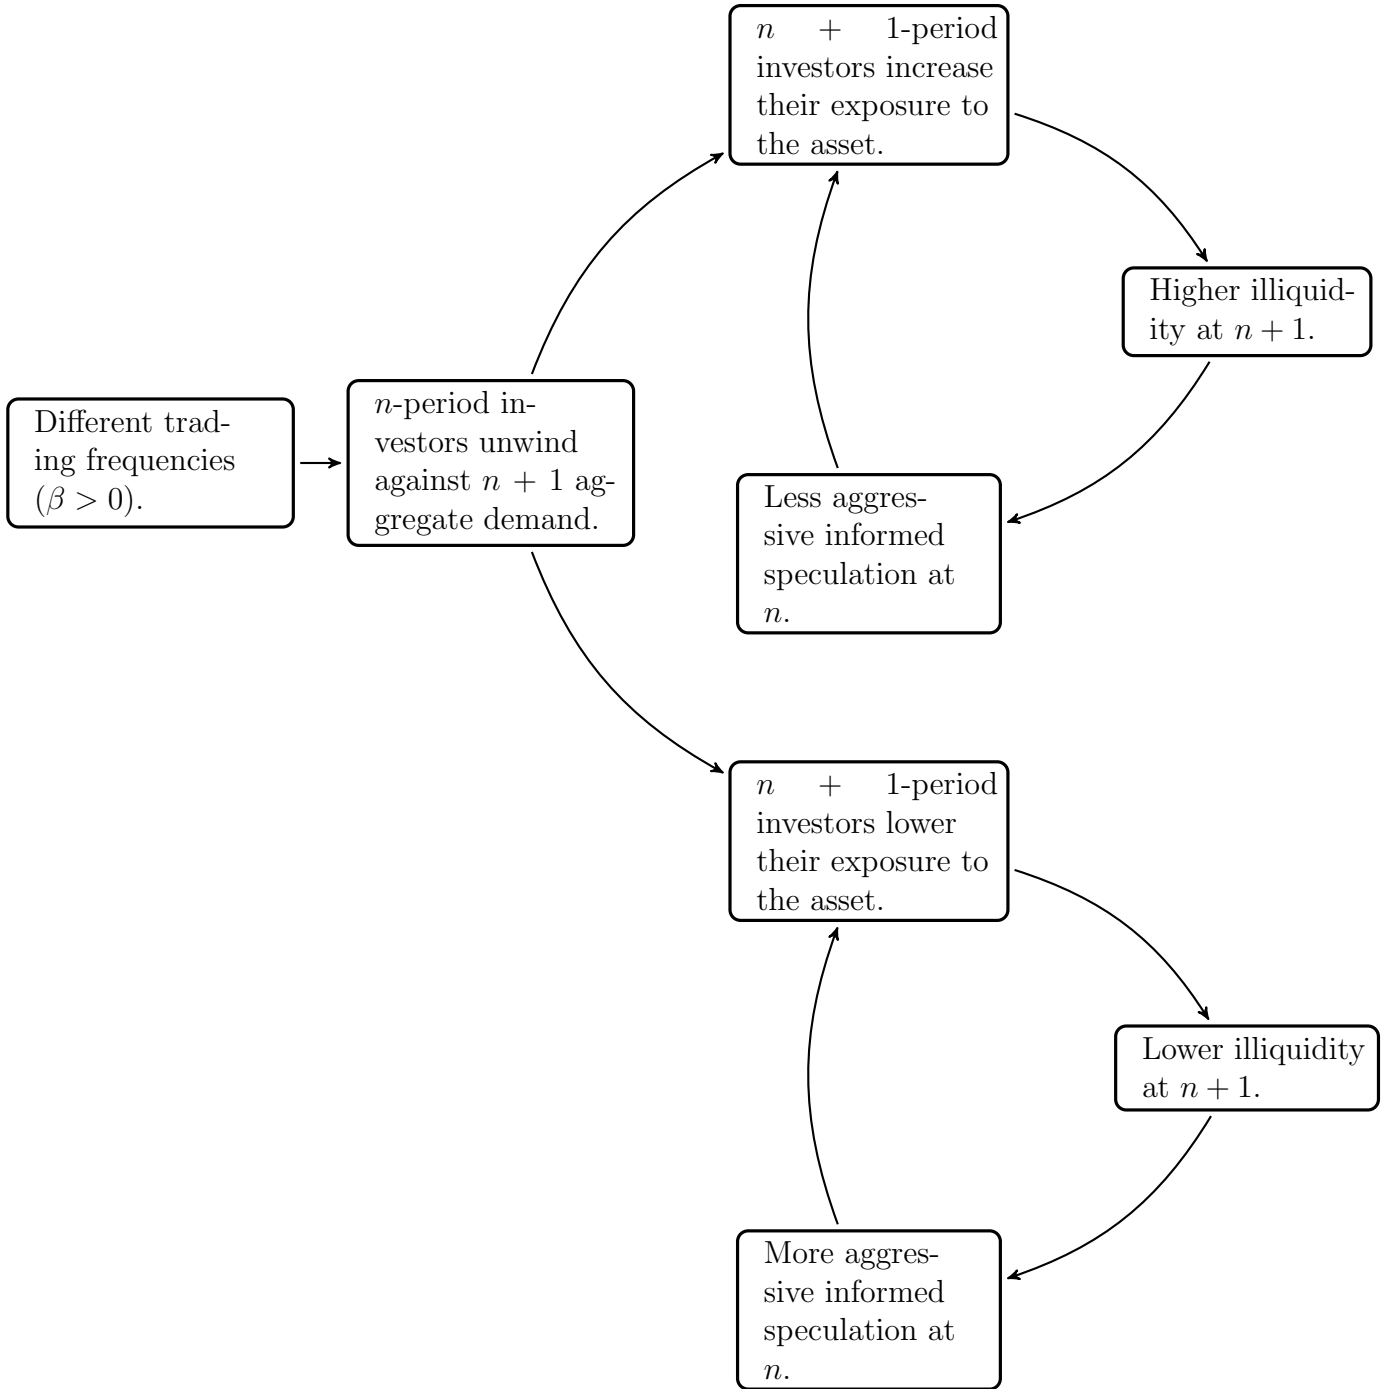 n + 1-period
investors increase
their exposure to
the asset.
Higher illiquid-
ity at n + 1.
Different trad-
ing frequencies
(β > 0).
n-period in-
vestors unwind
against n + 1 ag-
gregate demand.
Less aggres-
sive informed
speculation at
n.
n + 1-period
investors lower
their exposure to
the asset.
Lower illiquidity
at n + 1.
More aggres-
sive informed
speculation at
n.